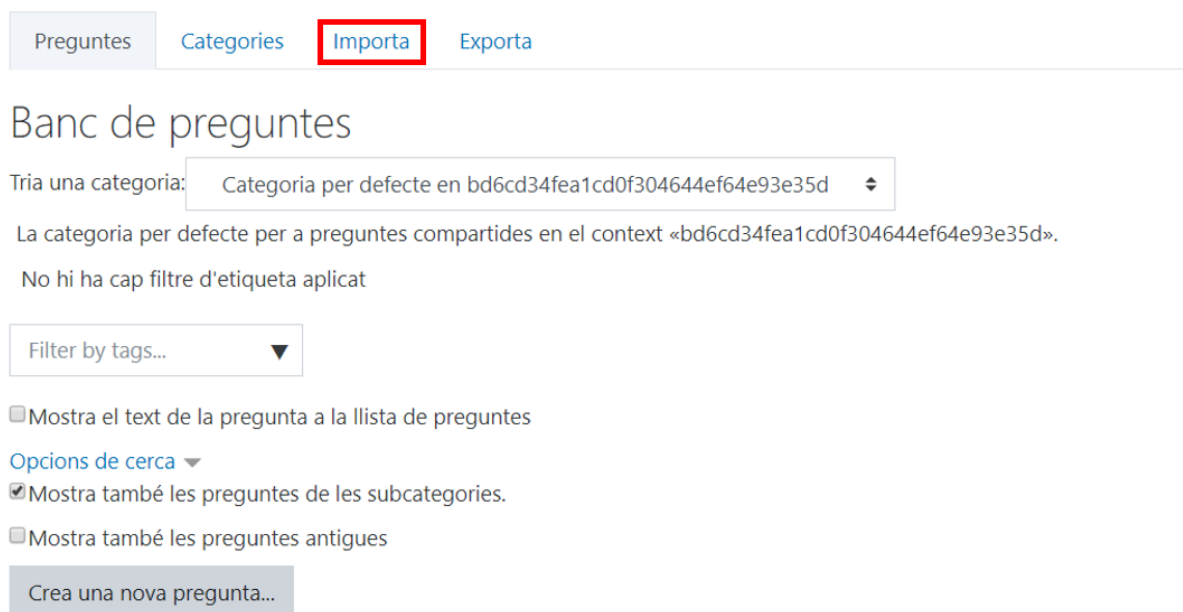 Preguntes Categories Importa Exporta
Banc de preguntes
Tria una categoria: Categoria per defecte en bd6cd34fea1cd0f304644ef64e93e35d
La categoria per defecte per a preguntes compartides en el context «bd6cd34fea1cd0f304644ef64e93e35d».
No hi ha cap filtre d'etiqueta aplicat
Filter by tags...
Mostra el text de la pregunta a la llista de preguntes
Opcions de cerca
Mostra també les preguntes de les subcategories.
Mostra també les preguntes antigues
Crea una nova pregunta...